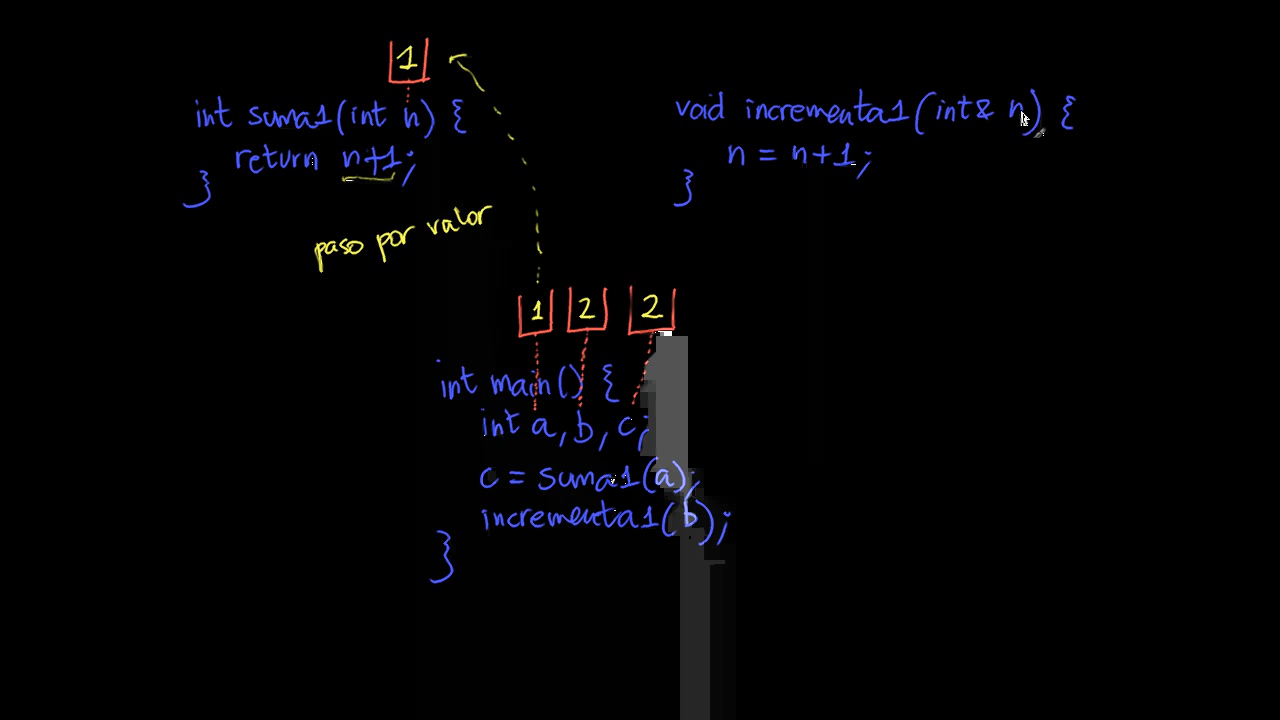 1
int suma1(int n) {
return n+1;
}
void incrementa1(int& n) {
n = n+1;
}
paso por valor
1 2 2
int main() {
int a, b, c;
c = suma1(a);
incrementa1(b);
}